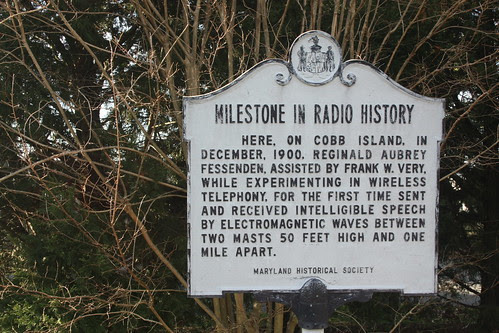 MILESTONE IN RADIO HISTORY
HERE, ON COBB ISLAND, IN
DECEMBER, 1900, REGINALD AUBREY
FESSENDEN, ASSISTED BY FRANK W. VERY,
WHILE EXPERIMENTING IN WIRELESS
TELEPHONY, FOR THE FIRST TIME SENT
AND RECEIVED INTELLIGIBLE SPEECH
BY ELECTROMAGNETIC WAVES BETWEEN
TWO MASTS 50 FEET HIGH AND ONE
MILE APART.
MARYLAND HISTORICAL SOCIETY